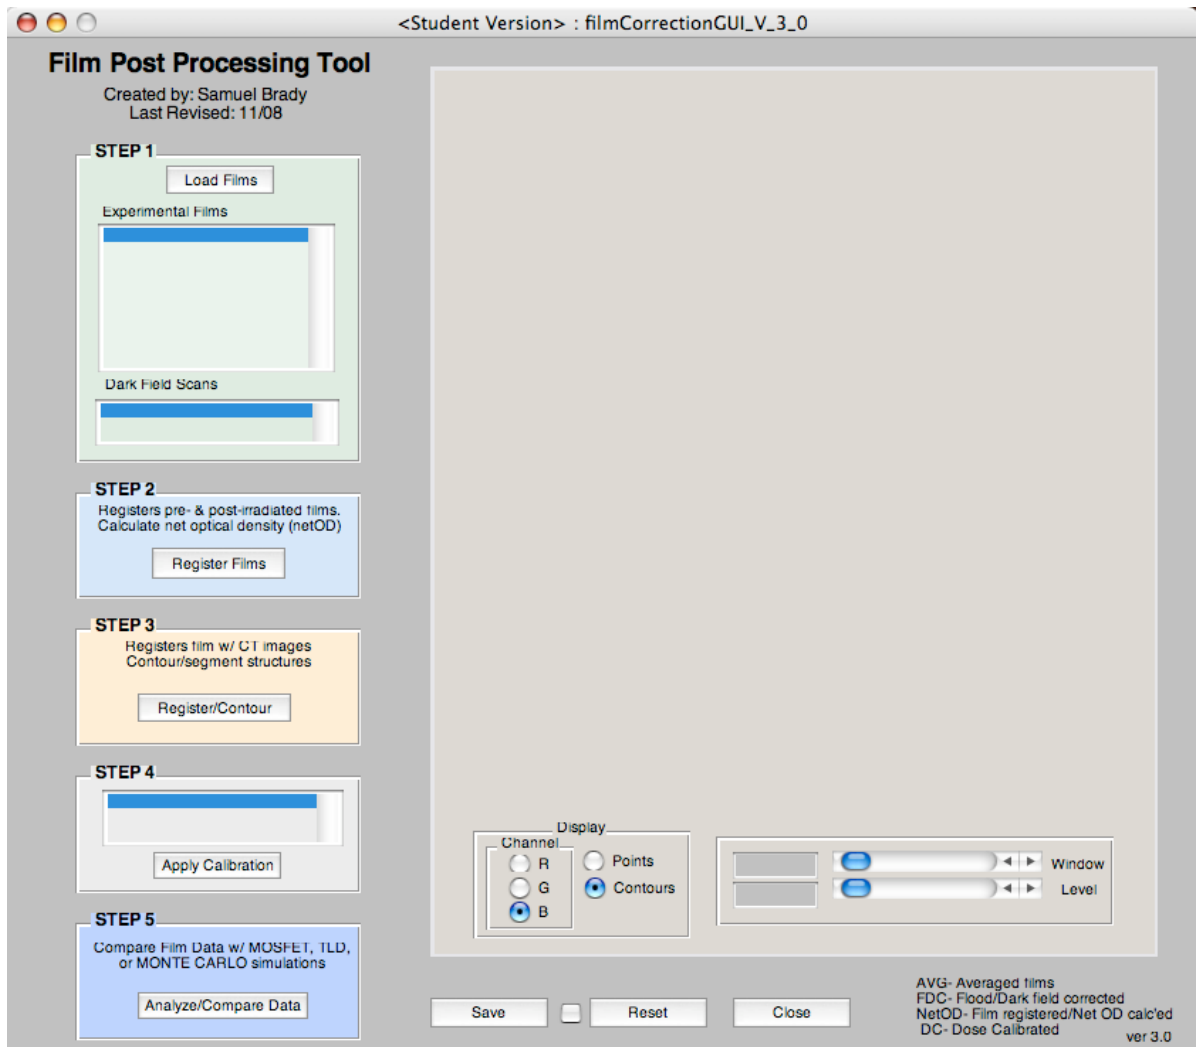 <Student Version> : filmCorrectionGUI_V_3_0
Film Post Processing Tool
Created by: Samuel Brady
Last Revised: 11/08
STEP 1
Load Films
Experimental Films
Dark Field Scans
STEP 2
Registers pre- & post-irradiated films.
Calculate net optical density (netOD)
Register Films
STEP 3
Registers film w/ CT images
Contour/segment structures
Register/Contour
STEP 4
Apply Calibration
STEP 5
Compare Film Data w/ MOSFET, TLD,
or MONTE CARLO simulations
Analyze/Compare Data
Display
Channel
R
G
B
Points
Contours
Window
Level
Save
Reset
Close
AVG- Averaged films
FDC- Flood/Dark field corrected
NetOD- Film registered/Net OD calc'ed
DC- Dose Calibrated
ver 3.0